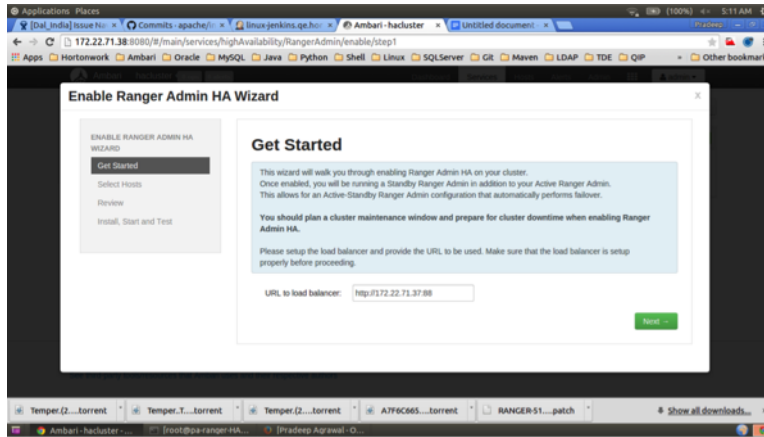 Applications Places
(100%) 5:11 AM
[Dal_India] Issue Na
Commits · apache/
linux-jenkins.qe.ho
Ambari - hacluster
Untitled document -
Pradeep
172.22.71.38:8080/#/main/services/highAvailability/RangerAdmin/enable/step1
Apps Hortonwork Ambari Oracle MySQL Java Python Shell Linux SQLServer Git Maven LDAP TDE QIP » Other bookmar
Ambari
Services
Enable Ranger Admin HA Wizard
X
ENABLE RANGER ADMIN HA
WIZARD
Get Started
Select Hosts
Review
Install, Start and Test
Get Started
This wizard will walk you through enabling Ranger Admin HA on your cluster.
Once enabled, you will be running a Standby Ranger Admin in addition to your Active Ranger Admin.
This allows for an Active-Standby Ranger Admin configuration that automatically performs failover.
You should plan a cluster maintenance window and prepare for cluster downtime when enabling Ranger
Admin HA.
Please setup the load balancer and provide the URL to be used. Make sure that the load balancer is setup
properly before proceeding.
URL to load balancer: http://172.22.71.37:88
Next →
Temper.(2....torrent
Temper..T....torrent
Temper.(2....torrent
A7F6C665....torrent
RANGER-51....patch
Show all downloads...
Ambari - hacluster -...
[root@pa-ranger-HA...
[Pradeep Agrawal - O...